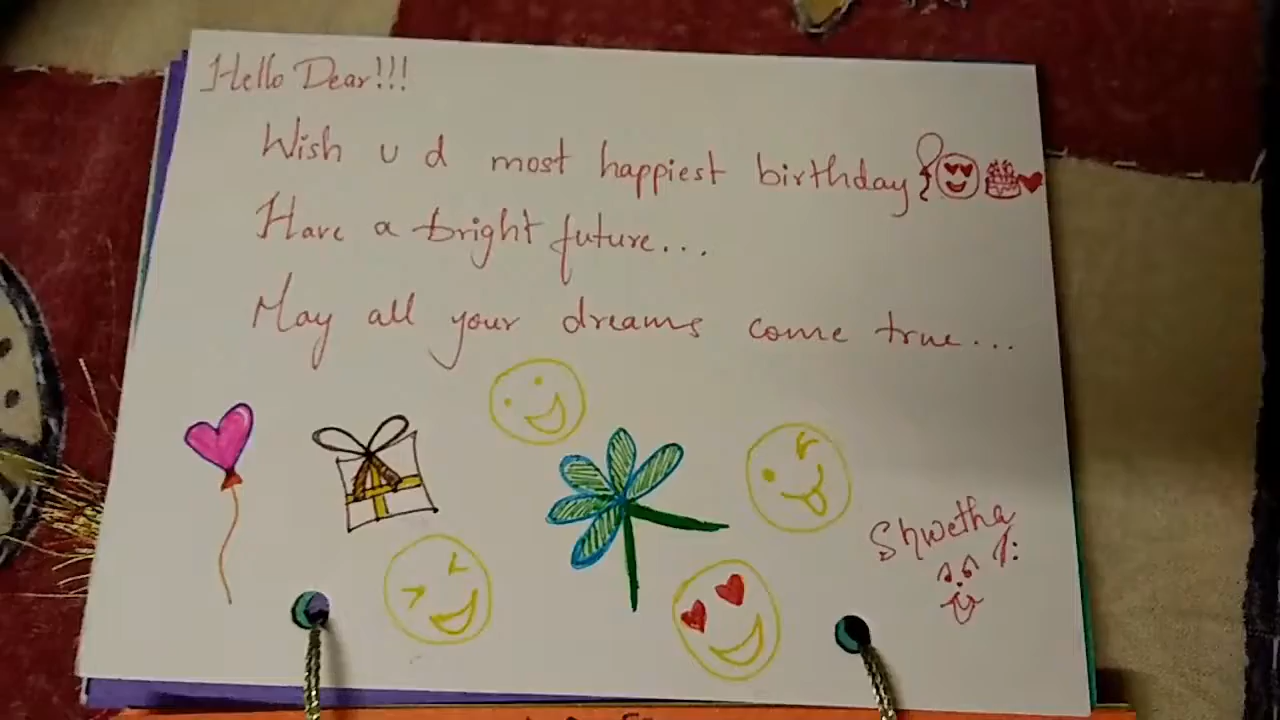 Hello Dear!!!
Wish u d most happiest birthday
Have a bright future...
May all your dreams come true...
Shwetha